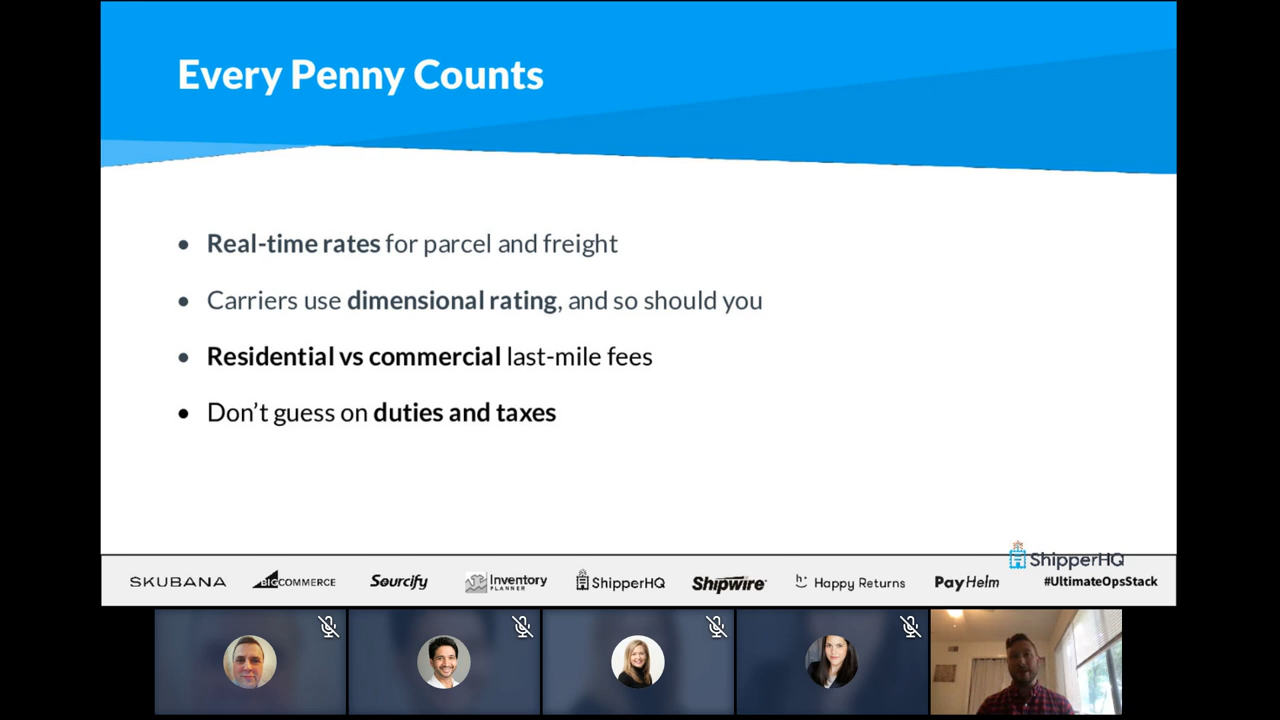 Every Penny Counts
• Real-time rates for parcel and freight
• Carriers use dimensional rating, and so should you
• Residential vs commercial last-mile fees
• Don't guess on duties and taxes
ShipperHQ
SKUBANA BIGCOMMERCE Sourcify Inventory PLANNER ShipperHQ Shipwire Happy Returns PayHelm #UltimateOpsStack